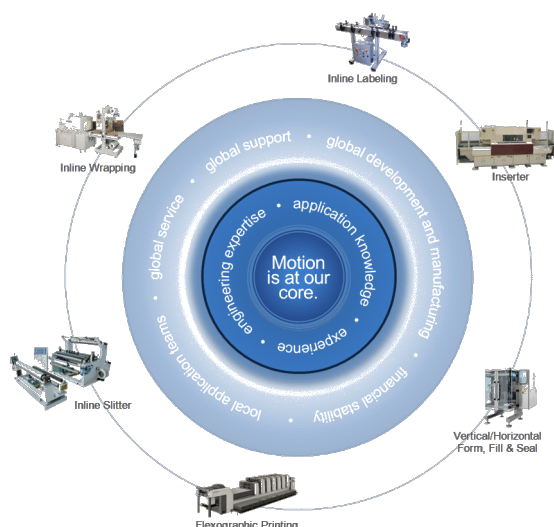 Inline Labeling
Inserter
Vertical/Horizontal
Form, Fill & Seal
Flexographic Printing
Inline Slitter
Inline Wrapping
global support • global development and manufacturing • financial stability • local application teams • global service •
engineering expertise • application knowledge • experience •
Motion
is at our
core.